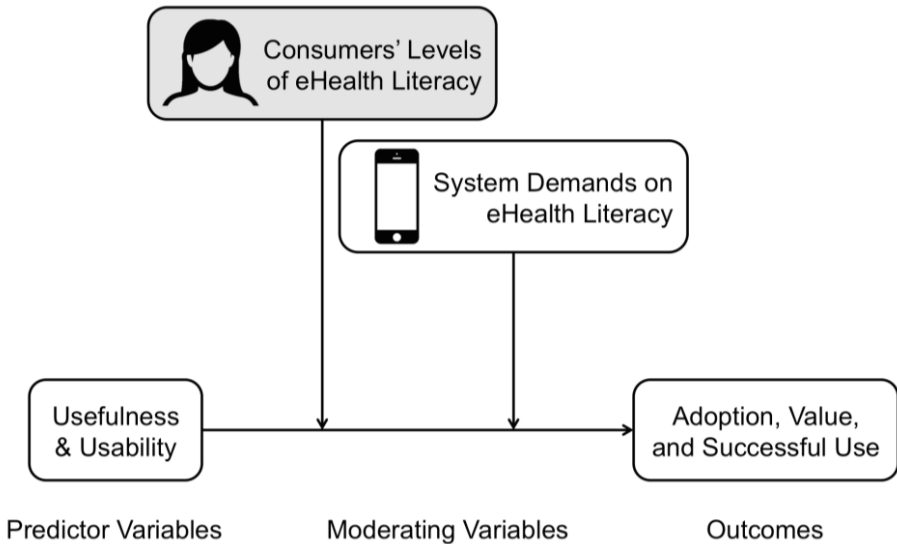 Consumers' Levels
of eHealth Literacy
System Demands on
eHealth Literacy
Usefulness
& Usability
Adoption, Value,
and Successful Use
Predictor Variables
Moderating Variables
Outcomes